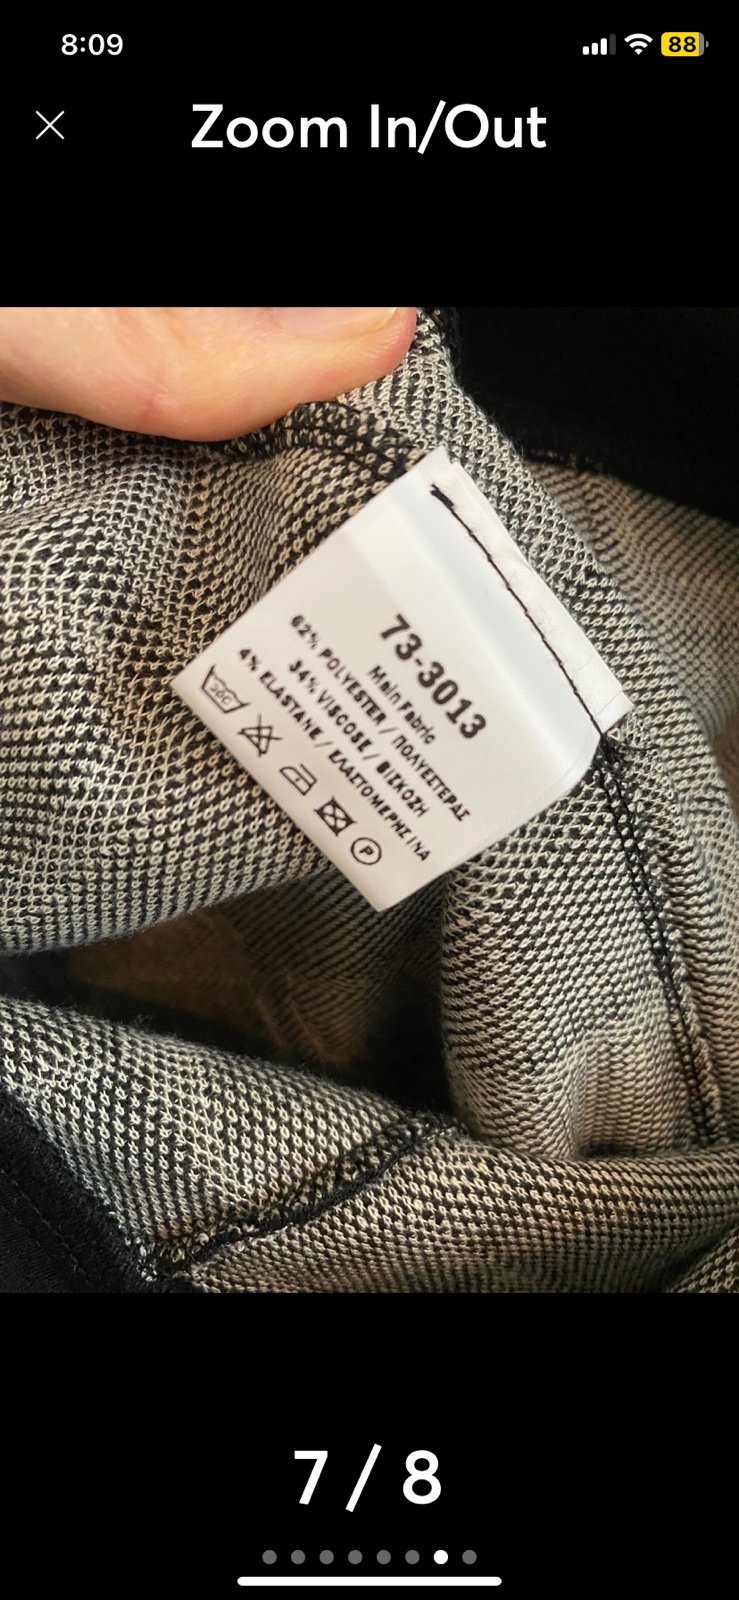 8:09
88
Zoom In/Out
73-3013
Main Fabric
62% POLYESTER / ΠΟΛΥΕΣΤΕΡΑΣ
34% VISCOSE / ΒΙΣΚΟΖΗ
4% ELASTANE / ΕΛΑΣΤΟΜΕΡΗΣ ΙΝΑ
30C
P
7 / 8